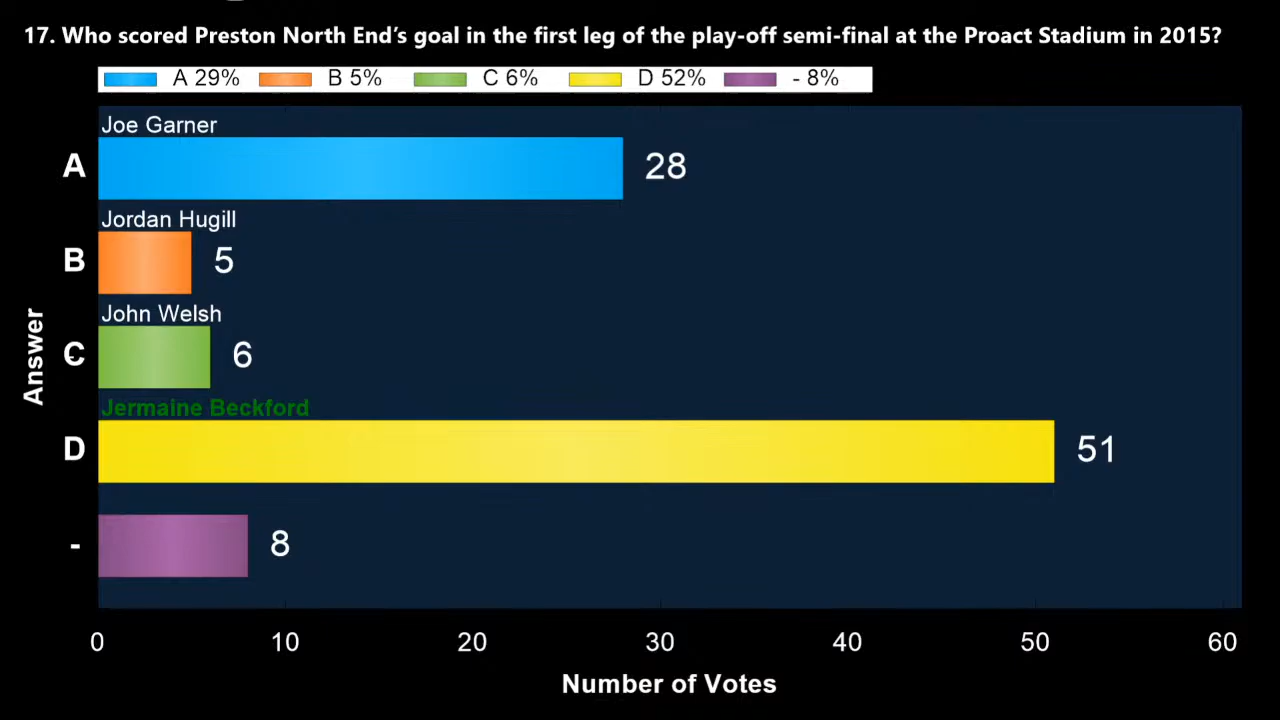 17. Who scored Preston North End’s goal in the first leg of the play-off semi-final at the Proact Stadium in 2015?
A 29% B 5% C 6% D 52% - 8%
Joe Garner
A 28
Jordan Hugill
B 5
John Welsh
C 6
Jermaine Beckford
D 51
- 8
Answer
0 10 20 30 40 50 60
Number of Votes